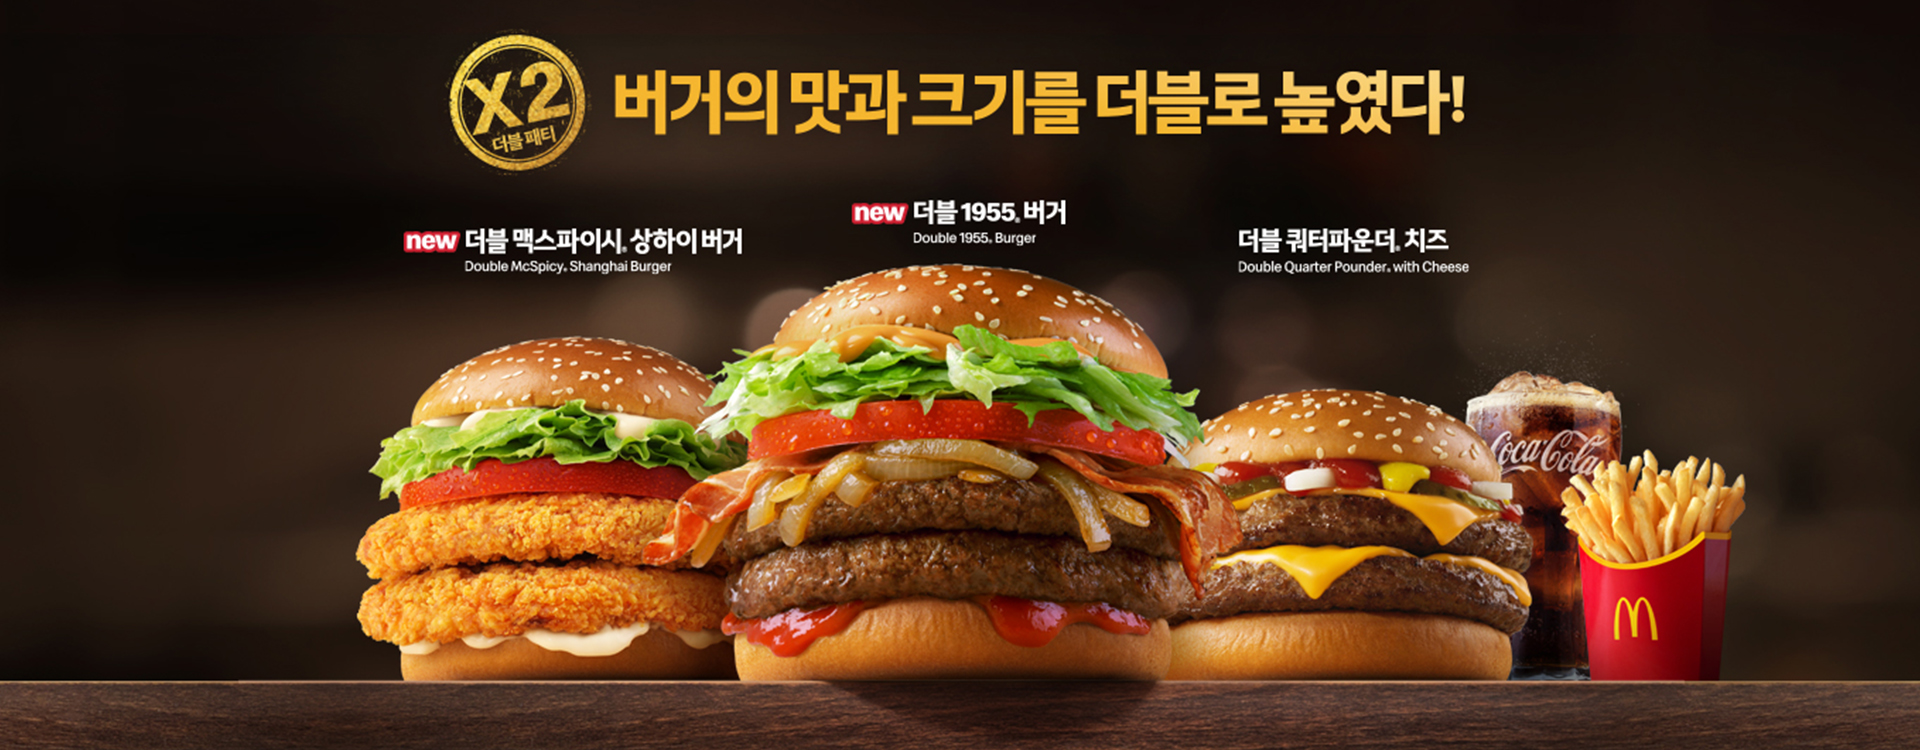 X2
더블 패티
버거의 맛과 크기를 더블로 높였다!
new 더블 맥스파이시® 상하이 버거
Double McSpicy® Shanghai Burger
new 더블 1955® 버거
Double 1955® Burger
더블 쿼터파운더® 치즈
Double Quarter Pounder® with Cheese
Coca-Cola